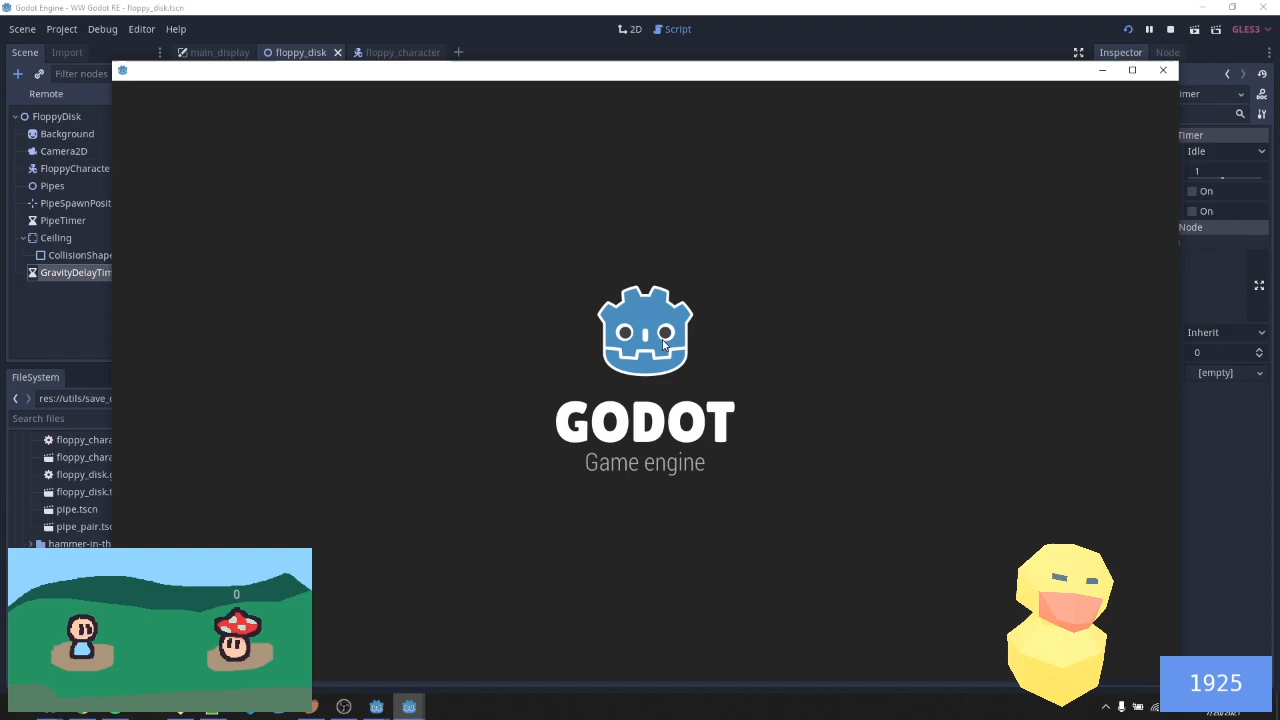 Godot Engine - WW Godot RE - floppy_disk.tscn
Scene Project Debug Editor Help
2D Script
GLES3
Scene Import
main_display floppy_disk floppy_character
Inspector Node
Filter nodes
Remote
FloppyDisk
Background
Camera2D
FloppyCharacte
Pipes
PipeSpawnPosit
PipeTimer
Ceiling
CollisionShape
GravityDelayTim
imer
Timer
Idle
1
On
On
Node
Inherit
0
[empty]
GODOT
Game engine
FileSystem
res://utils/save_c
Search files
floppy_chara
floppy_chara
floppy_disk.g
floppy_disk.t
pipe.tscn
pipe_pair.tsc
hammer-in-th
0
1925